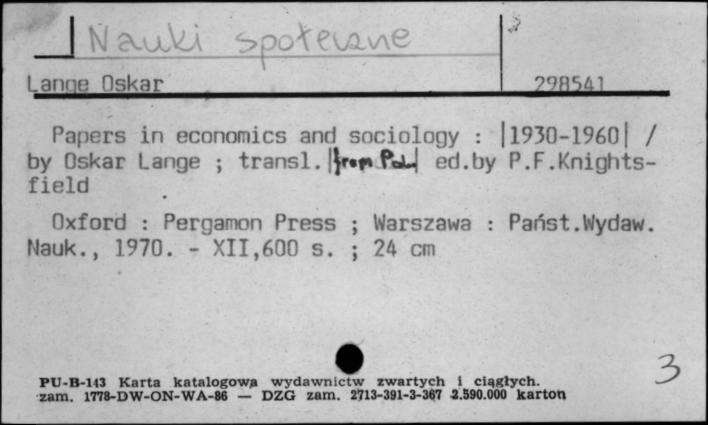 Nauki społeczne
Lange Oskar 298541
Papers in economics and sociology : |1930-1960| /
by Oskar Lange ; transl. |from Pol.| ed.by P.F.Knights-
field
Oxford : Pergamon Press ; Warszawa : Państ.Wydaw.
Nauk., 1970. - XII,600 s. ; 24 cm
3
PU-B-143 Karta katalogowa wydawnictw zwartych i ciągłych.
zam. 1778-DW-ON-WA-86 — DZG zam. 2713-391-3-367 2.590.000 karton